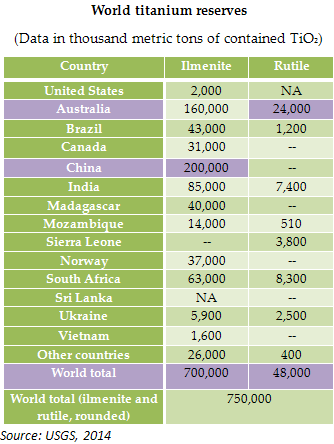 World titanium reserves
(Data in thousand metric tons of contained TiO₂)
Country Ilmenite Rutile
United States 2,000 NA
Australia 160,000 24,000
Brazil 43,000 1,200
Canada 31,000 --
China 200,000 --
India 85,000 7,400
Madagascar 40,000 --
Mozambique 14,000 510
Sierra Leone -- 3,800
Norway 37,000 --
South Africa 63,000 8,300
Sri Lanka NA --
Ukraine 5,900 2,500
Vietnam 1,600 --
Other countries 26,000 400
World total 700,000 48,000
World total (ilmenite and
rutile, rounded) 750,000
Source: USGS, 2014